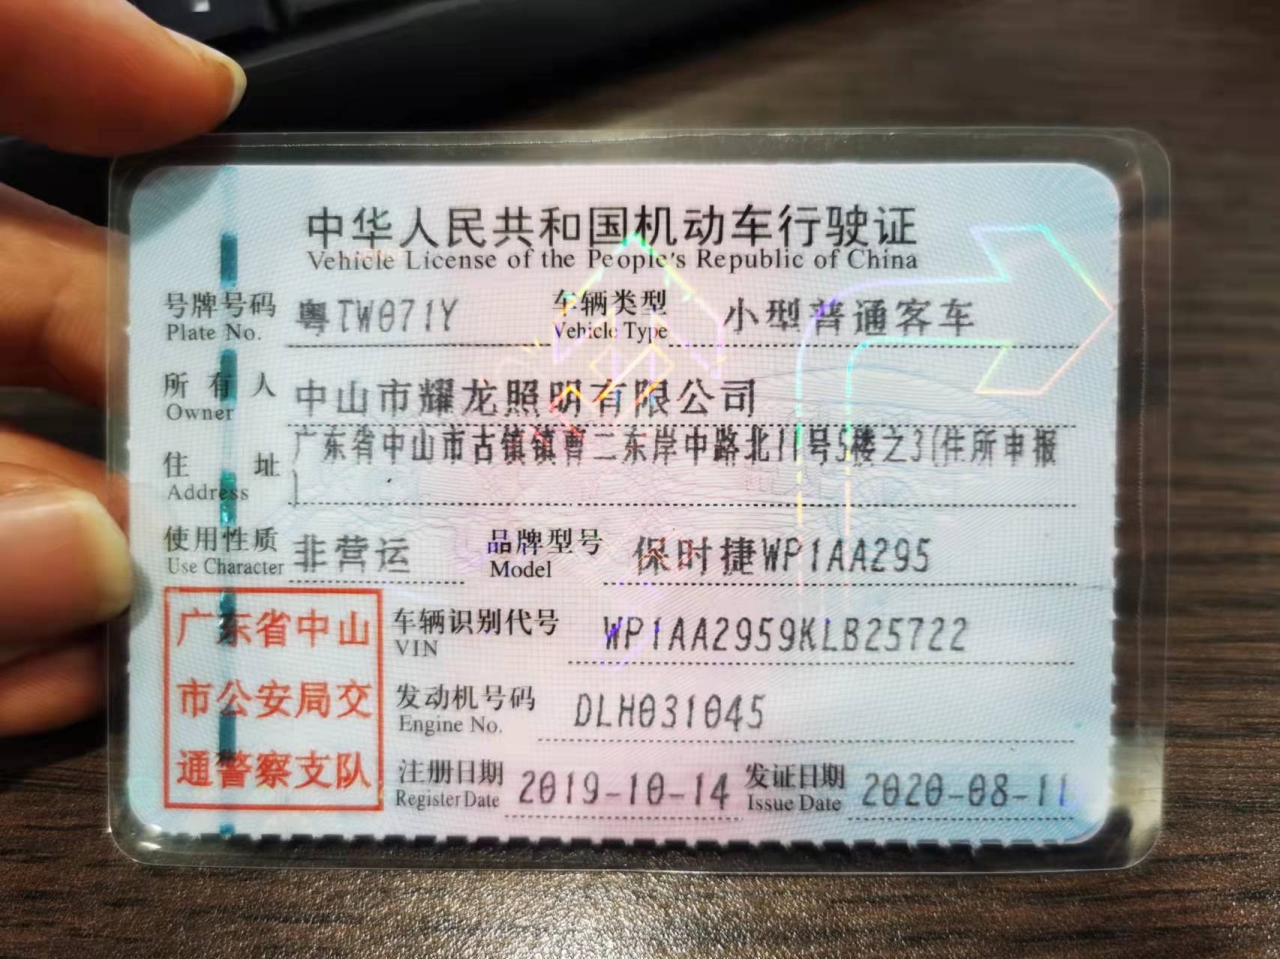 中华人民共和国机动车行驶证
Vehicle License of the People's Republic of China
号牌号码 粤TW071Y 车辆类型 小型普通客车
Plate No. Vehicle Type
所有人 中山市耀龙照明有限公司
Owner
广东省中山市古镇镇曹二东岸中路北11号5楼之3(住所申报
住址 )
Address
使用性质 非营运 品牌型号 保时捷WP1AA295
Use Character Model
广东省中山 车辆识别代号 WP1AA2959KLB25722
VIN
市公安局交 发动机号码 DLH031045
Engine No.
通警察支队 注册日期 2019-10-14 发证日期 2020-08-11
Register Date Issue Date